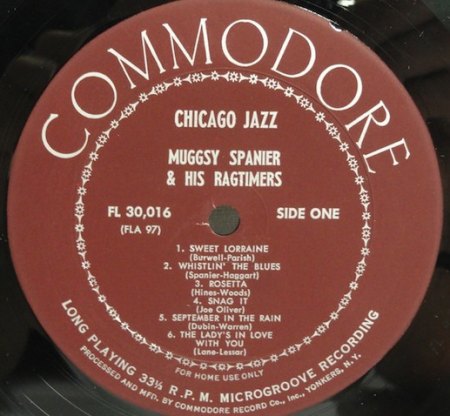 COMMODORE
CHICAGO JAZZ
MUGGSY SPANIER
& HIS RAGTIMERS
FL 30,016
(FLA 97)
SIDE ONE
1. SWEET LORRAINE
(Burwell-Parish)
2. WHISTLIN' THE BLUES
(Spanier-Haggart)
3. ROSETTA
(Hines-Woods)
4. SNAG IT
(Joe Oliver)
5. SEPTEMBER IN THE RAIN
(Dubin-Warren)
6. THE LADY'S IN LOVE
WITH YOU
(Lane-Lessar)
FOR HOME USE ONLY
LONG PLAYING 33⅓ R.P.M. MICROGROOVE RECORDING
PROCESSED AND MFD. BY COMMODORE RECORD Co., Inc., YONKERS, N.Y.